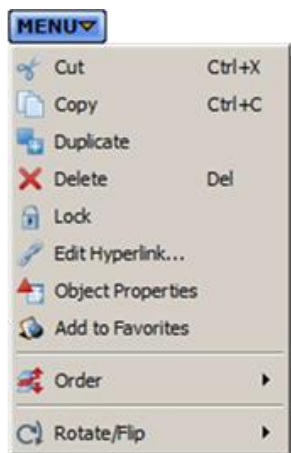 MENU
Cut Ctrl+X
Copy Ctrl+C
Duplicate
Delete Del
Lock
Edit Hyperlink...
Object Properties
Add to Favorites
Order
Rotate/Flip